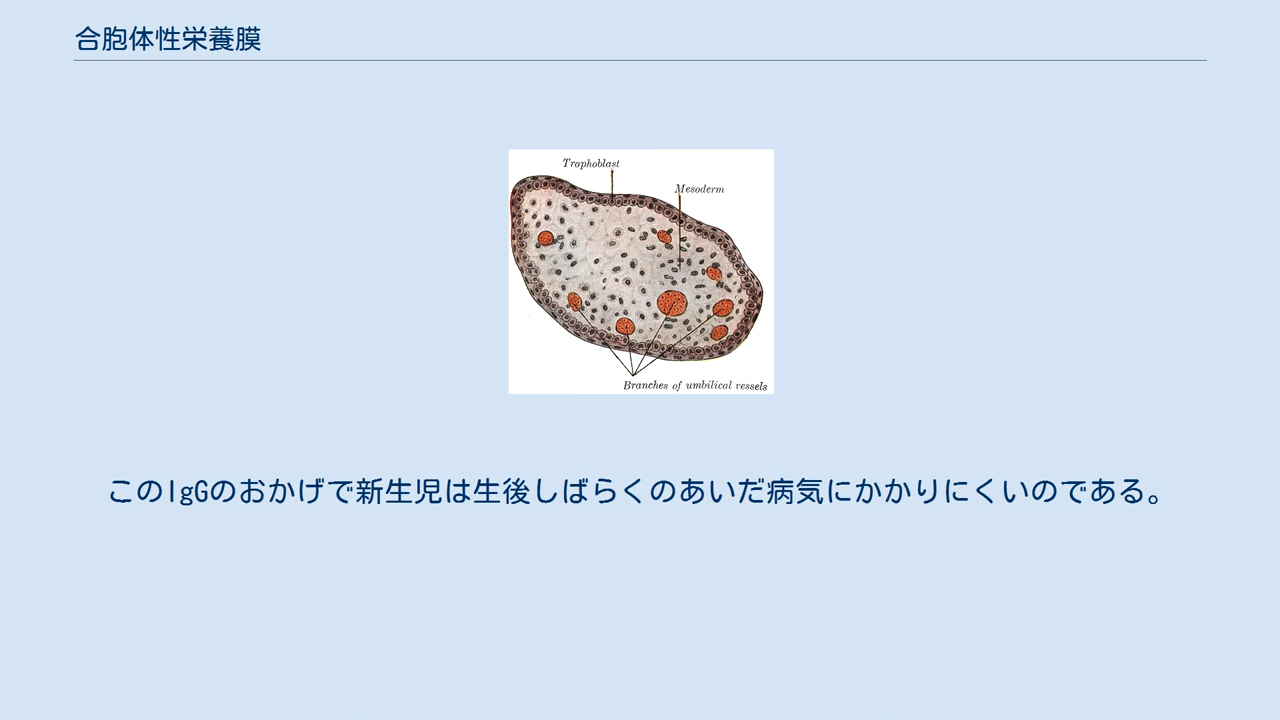 合胞体性栄養膜
Trophoblast
Mesoderm
Branches of umbilical vessels
このIgGのおかげで新生児は生後しばらくのあいだ病気にかかりにくいのである。